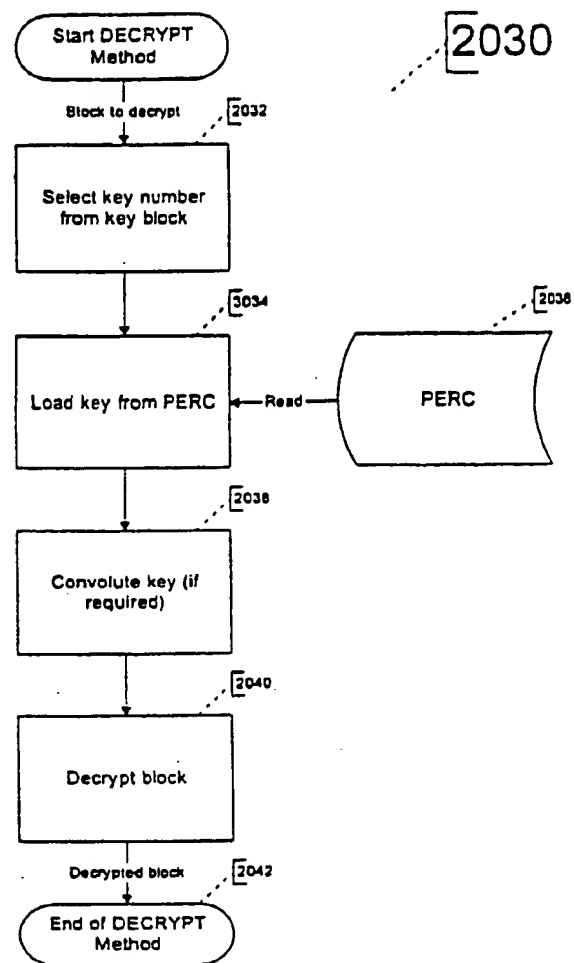 Start DECRYPT
Method
2030
Block to decrypt
2032
Select key number
from key block
3034
2036
Load key from PERC
Read
PERC
2038
Convolute key (if
required)
2040
Decrypt block
Decrypted block
2042
End of DECRYPT
Method